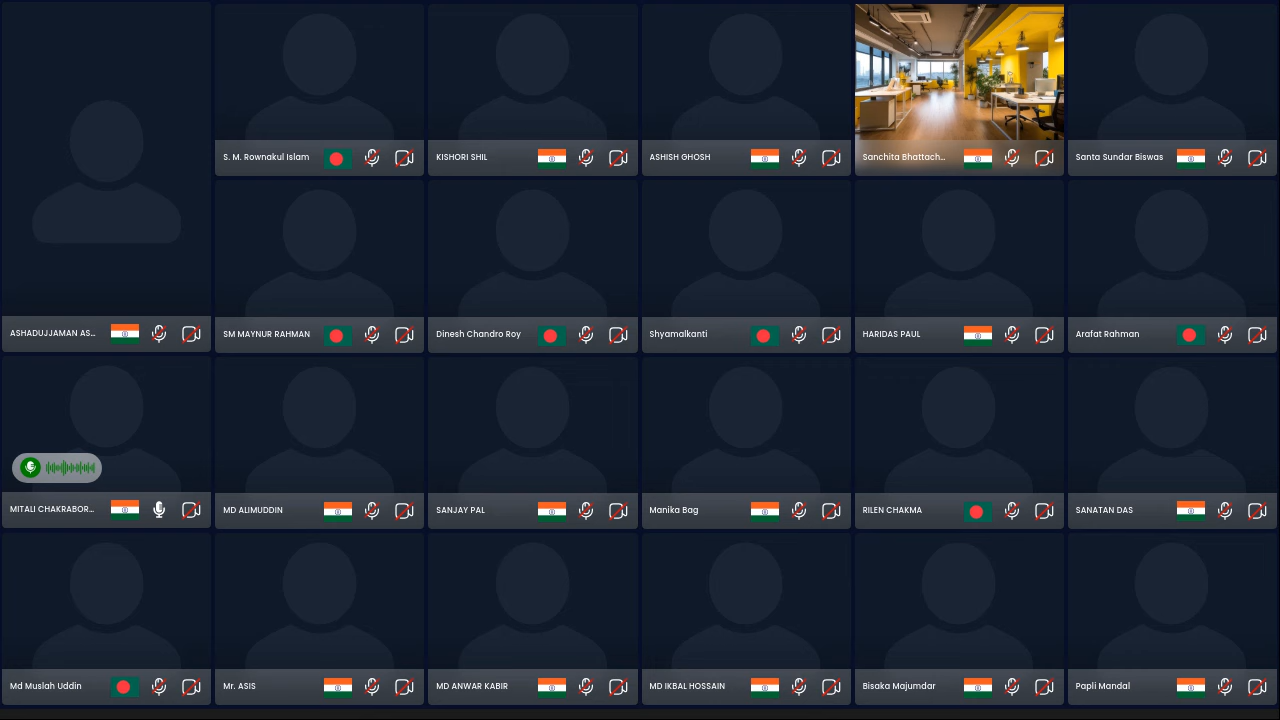 S. M. Rownakul Islam
KISHORI SHIL
ASHISH GHOSH
Sanchita Bhattach...
Santa Sundar Biswas
ASHADUJJAMAN AS...
SM MAYNUR RAHMAN
Dinesh Chandro Roy
Shyamalkanti
HARIDAS PAUL
Arafat Rahman
MITALI CHAKRABOR...
MD ALIMUDDIN
SANJAY PAL
Manika Bag
RILEN CHAKMA
SANATAN DAS
Md Muslah Uddin
Mr. ASIS
MD ANWAR KABIR
MD IKBAL HOSSAIN
Bisaka Majumdar
Papli Mandal